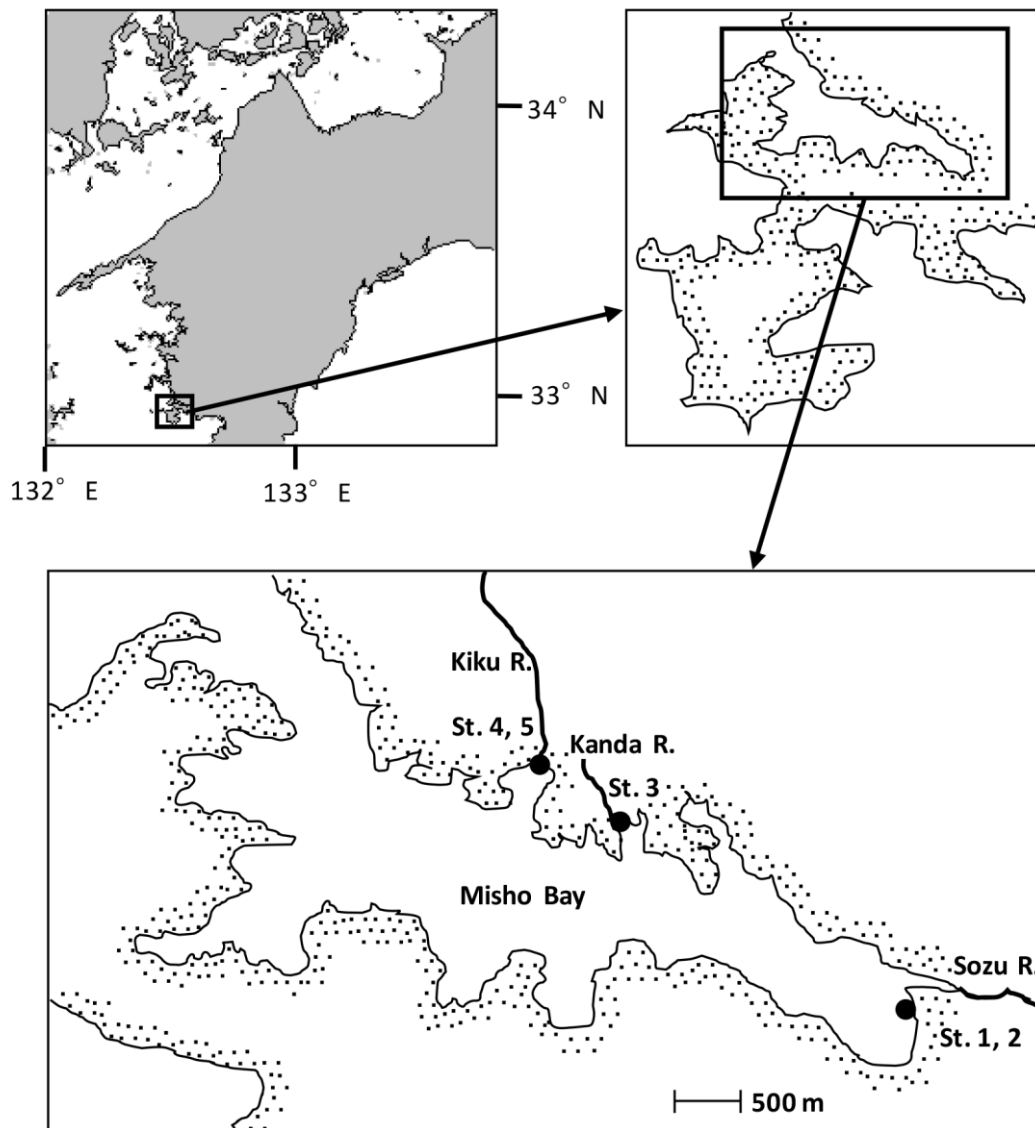 34° N
33° N
132° E
133° E
Kiku R.
St. 4, 5
Kanda R.
St. 3
Misho Bay
Sozu R.
St. 1, 2
500 m